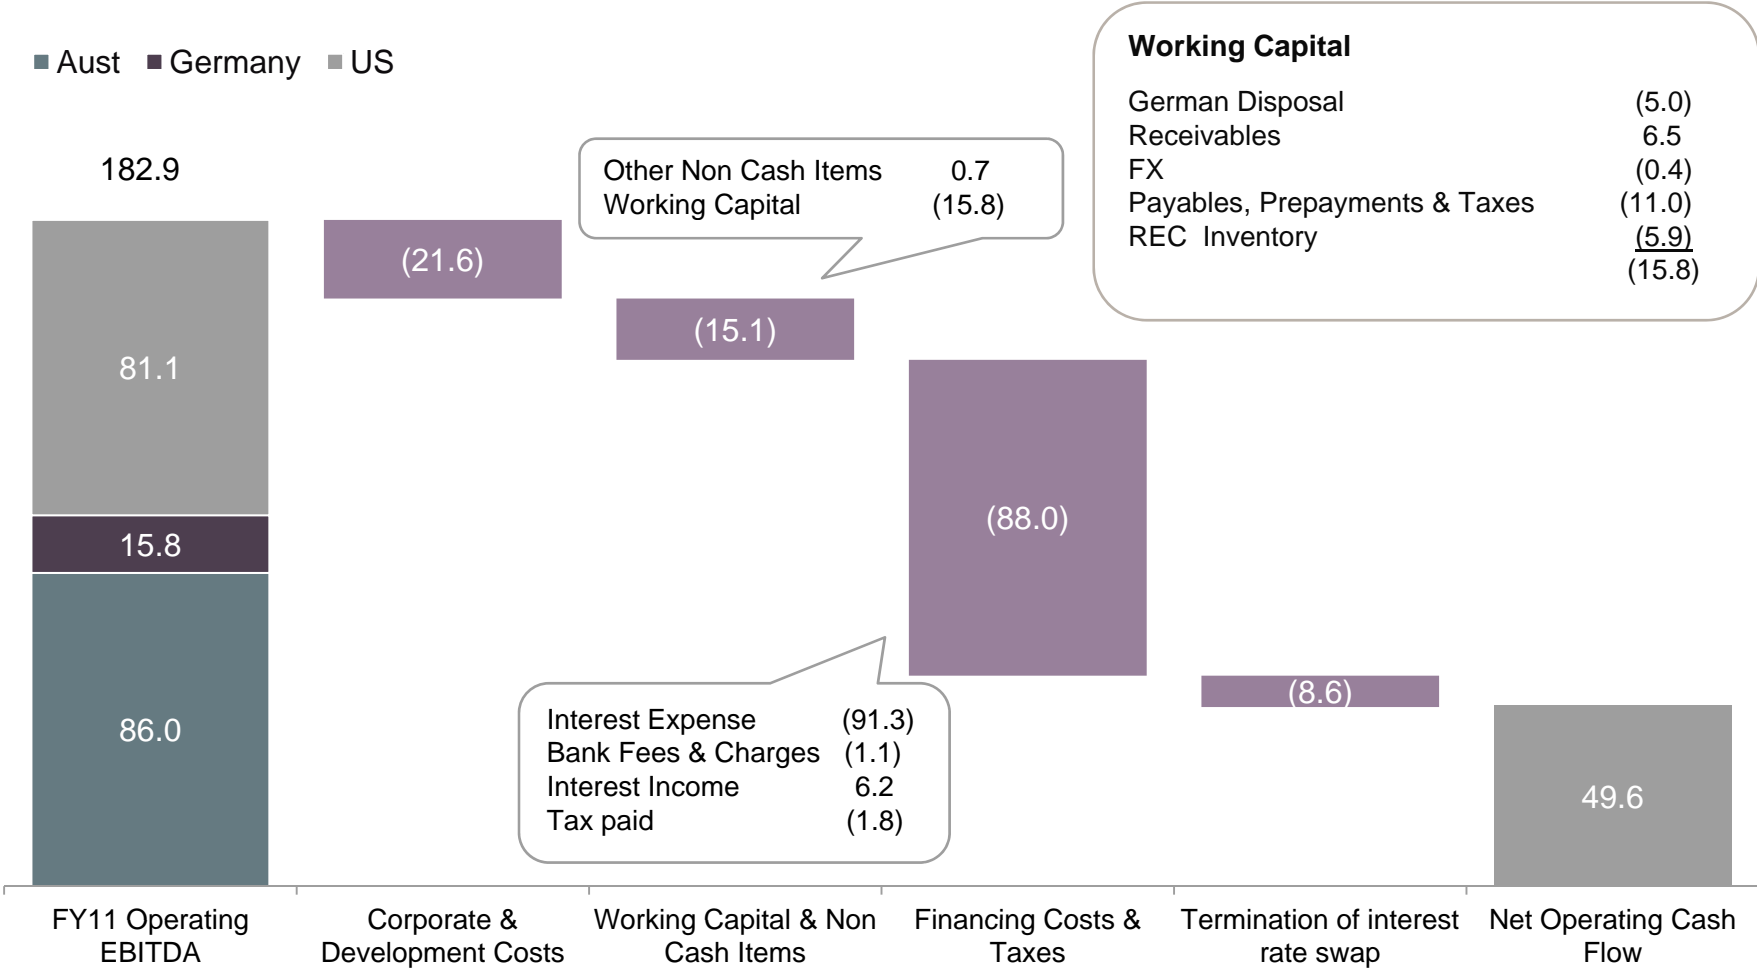 Aust Germany US
182.9
81.1
15.8
86.0
(21.6)
Other Non Cash Items 0.7
Working Capital (15.8)
(15.1)
Working Capital
German Disposal (5.0)
Receivables 6.5
FX (0.4)
Payables, Prepayments & Taxes (11.0)
REC Inventory (5.9)
(15.8)
(88.0)
Interest Expense (91.3)
Bank Fees & Charges (1.1)
Interest Income 6.2
Tax paid (1.8)
(8.6)
49.6
FY11 Operating
EBITDA
Corporate &
Development Costs
Working Capital & Non
Cash Items
Financing Costs &
Taxes
Termination of interest
rate swap
Net Operating Cash
Flow